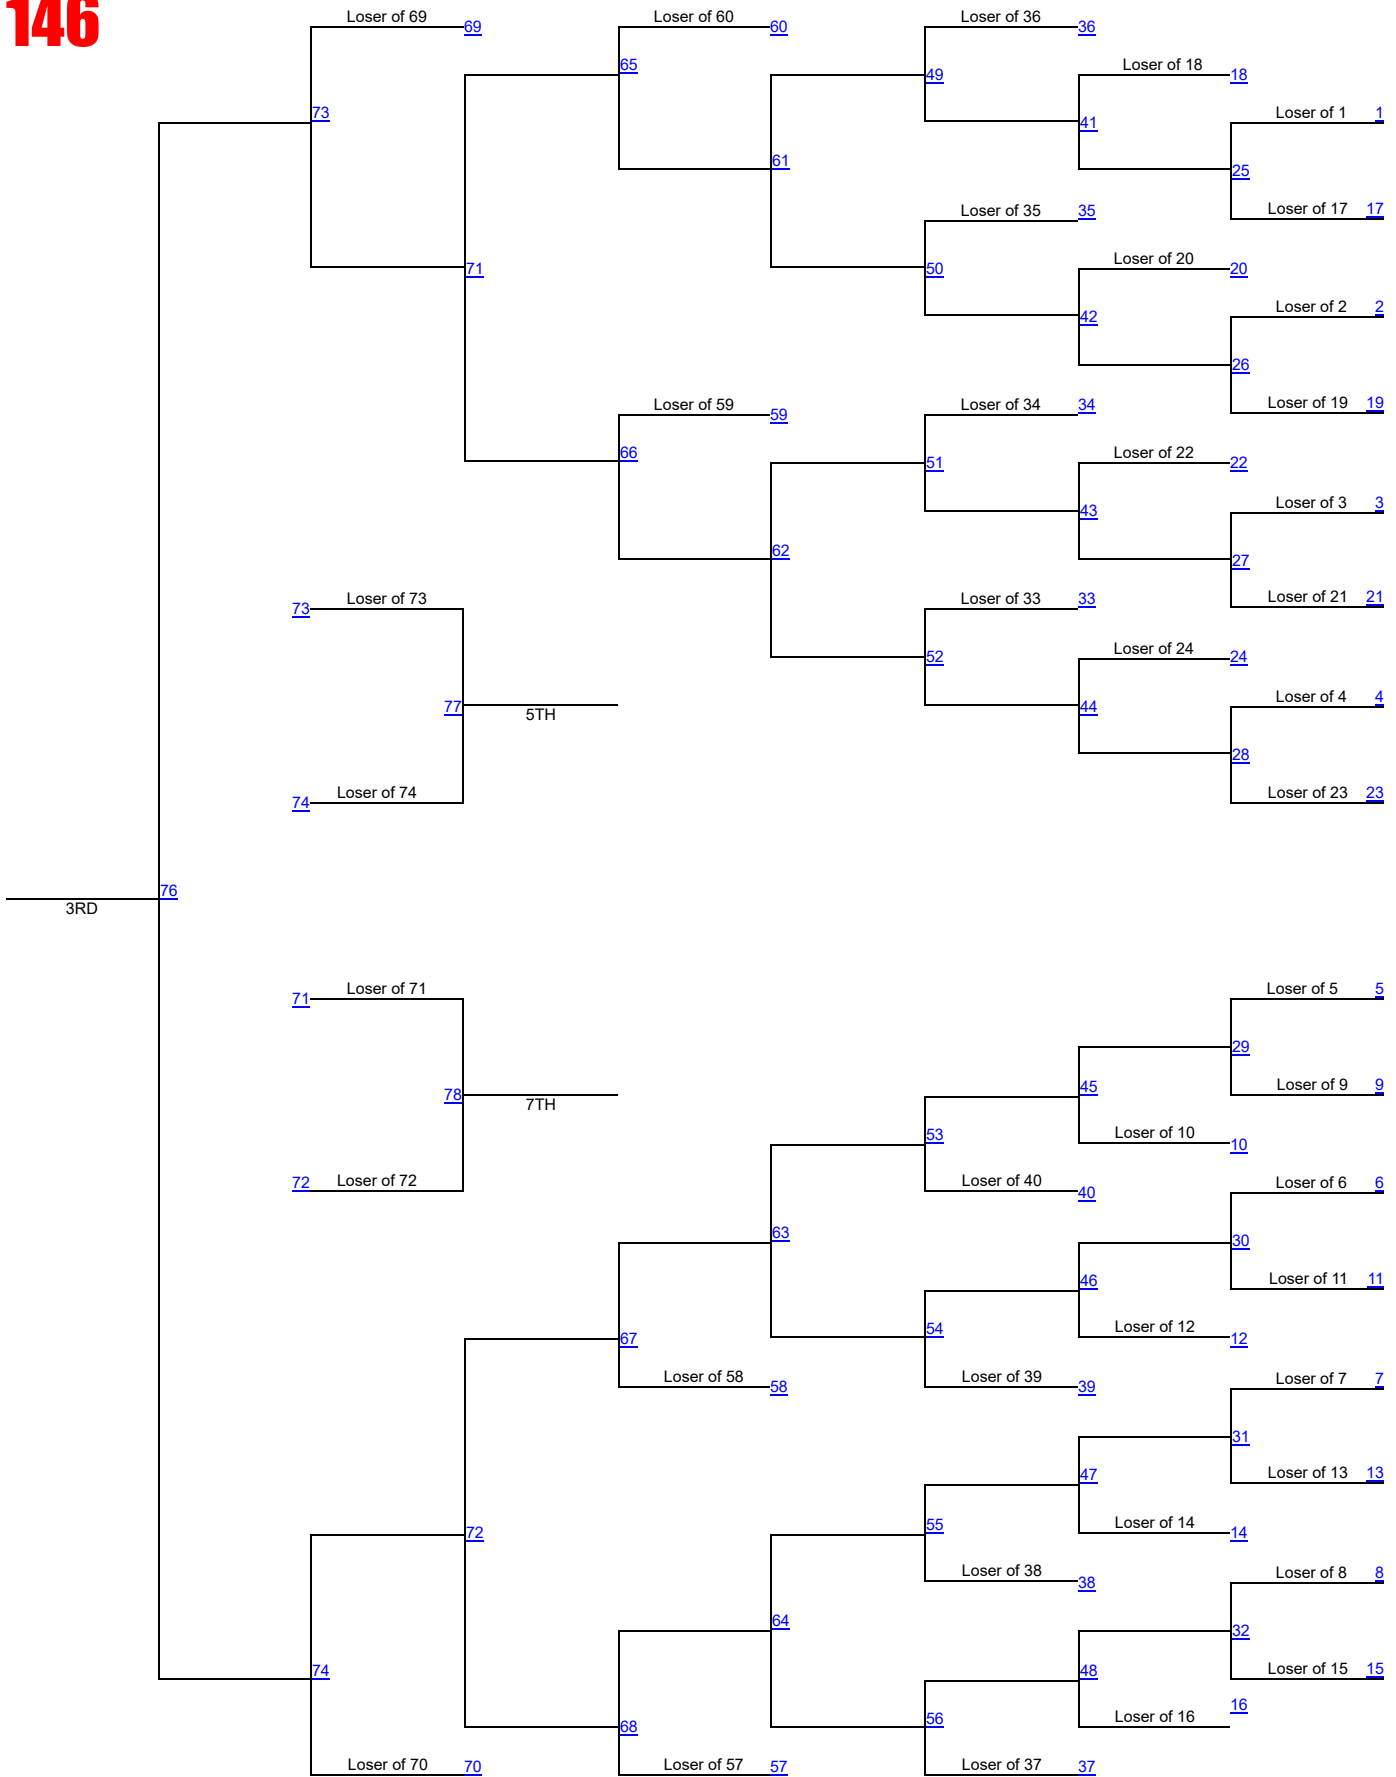 146
Loser of 69 69
Loser of 60 60
Loser of 36 36
65
49
Loser of 18 18
73
Loser of 1 1
41
61
25
Loser of 35 35
Loser of 17 17
71
50
Loser of 20 20
42
Loser of 2 2
26
Loser of 59 59
Loser of 34 34
Loser of 19 19
66
51
Loser of 22 22
43
Loser of 3 3
62
27
73 Loser of 73
Loser of 33 33
Loser of 21 21
52
Loser of 24 24
77
5TH
44
Loser of 4 4
28
74 Loser of 74
Loser of 23 23
76
3RD
71 Loser of 71
Loser of 5 5
29
78
7TH
45
Loser of 9 9
53
Loser of 10 10
72 Loser of 72
Loser of 40 40
Loser of 6 6
63
30
46
Loser of 11 11
67
54
Loser of 12 12
Loser of 58 58
Loser of 39 39
Loser of 7 7
31
47
Loser of 13 13
72
55
Loser of 14 14
Loser of 38 38
Loser of 8 8
64
32
74
48
Loser of 15 15
68
56
Loser of 16 16
Loser of 70 70
Loser of 57 57
Loser of 37 37